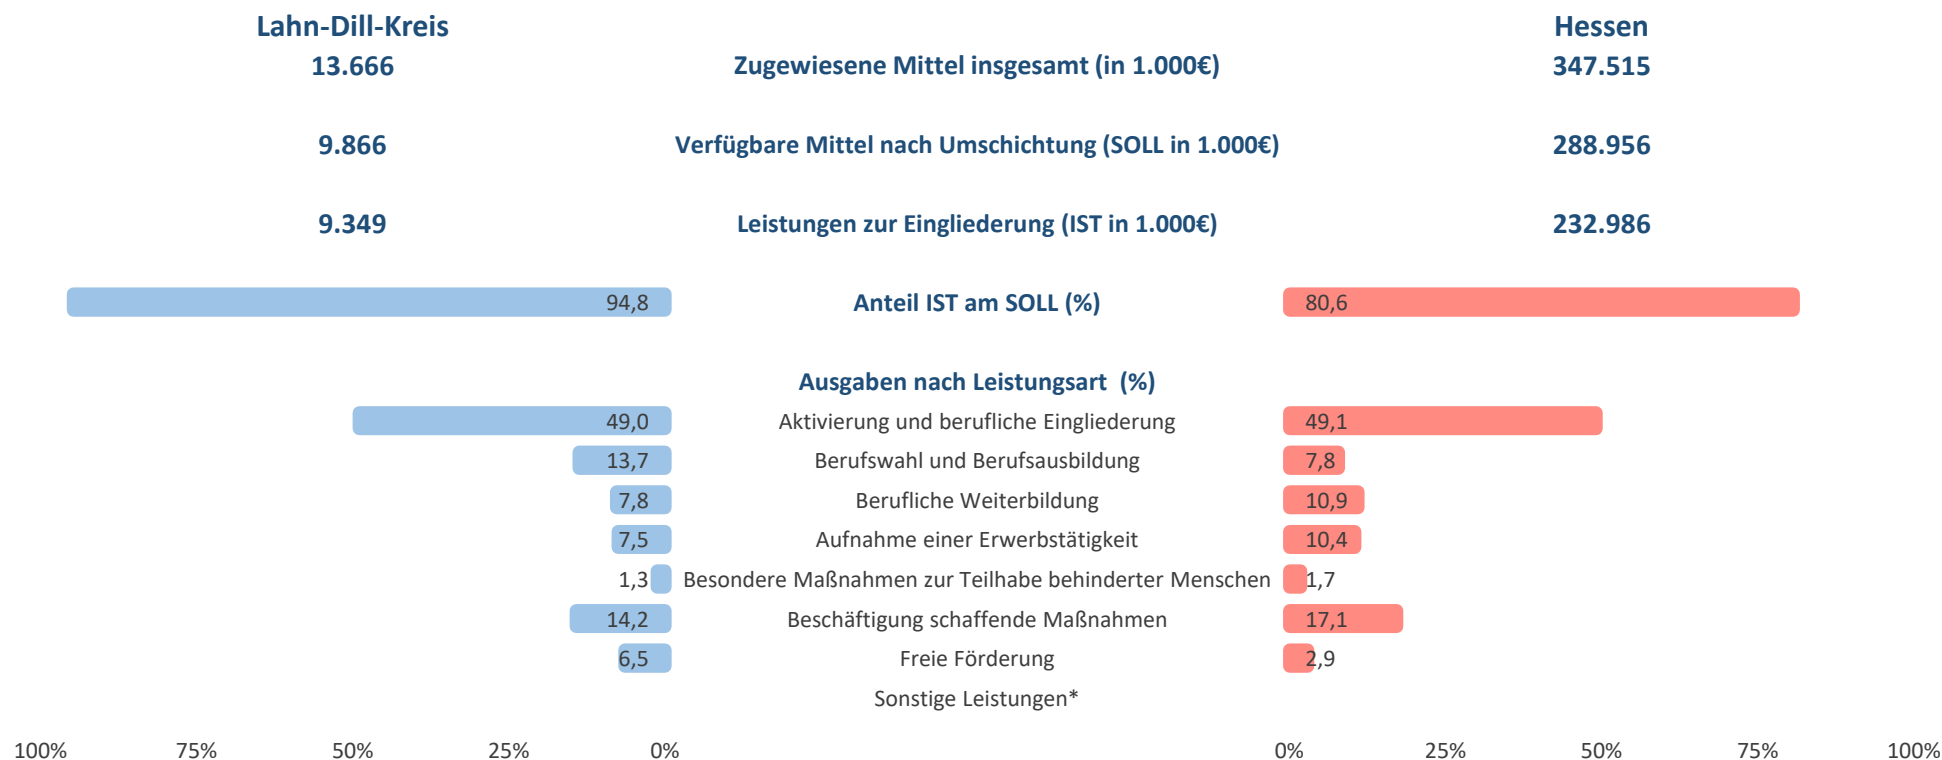 Lahn-Dill-Kreis Hessen
13.666 Zugewiesene Mittel insgesamt (in 1.000€) 347.515
9.866 Verfügbare Mittel nach Umschichtung (SOLL in 1.000€) 288.956
9.349 Leistungen zur Eingliederung (IST in 1.000€) 232.986
94,8 Anteil IST am SOLL (%) 80,6
Ausgaben nach Leistungsart (%)
49,0 Aktivierung und berufliche Eingliederung 49,1
13,7 Berufswahl und Berufsausbildung 7,8
7,8 Berufliche Weiterbildung 10,9
7,5 Aufnahme einer Erwerbstätigkeit 10,4
1,3 Besondere Maßnahmen zur Teilhabe behinderter Menschen 1,7
14,2 Beschäftigung schaffende Maßnahmen 17,1
6,5 Freie Förderung 2,9
Sonstige Leistungen*
100% 75% 50% 25% 0% 0% 25% 50% 75% 100%